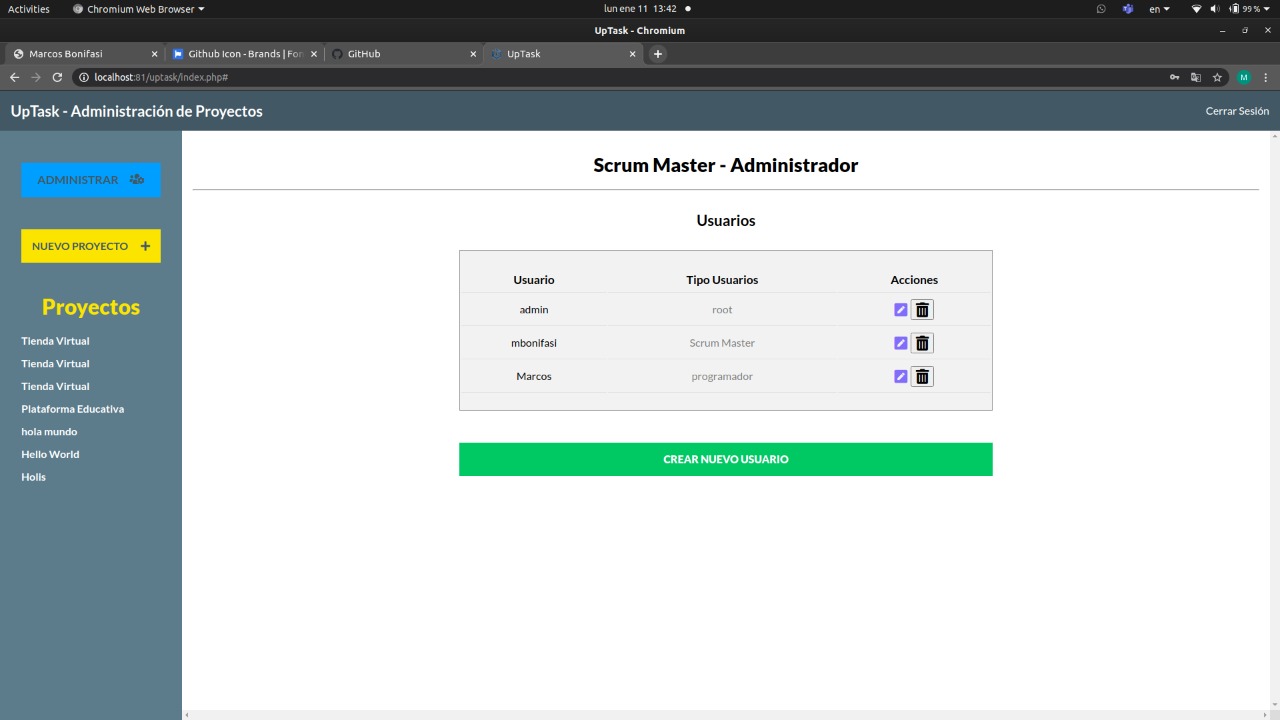 Activities Chromium Web Browser lun ene 11 13:42 en 99 %
UpTask - Chromium
Marcos Bonifasi Github Icon - Brands | Fon GitHub UpTask
localhost:81/uptask/index.php# M
UpTask - Administración de Proyectos Cerrar Sesión
Scrum Master - Administrador
ADMINISTRAR
Usuarios
NUEVO PROYECTO
Usuario Tipo Usuarios Acciones
Proyectos
admin root
Tienda Virtual
mbonifasi Scrum Master
Tienda Virtual
Marcos programador
Tienda Virtual
Plataforma Educativa
hola mundo
Hello World
CREAR NUEVO USUARIO